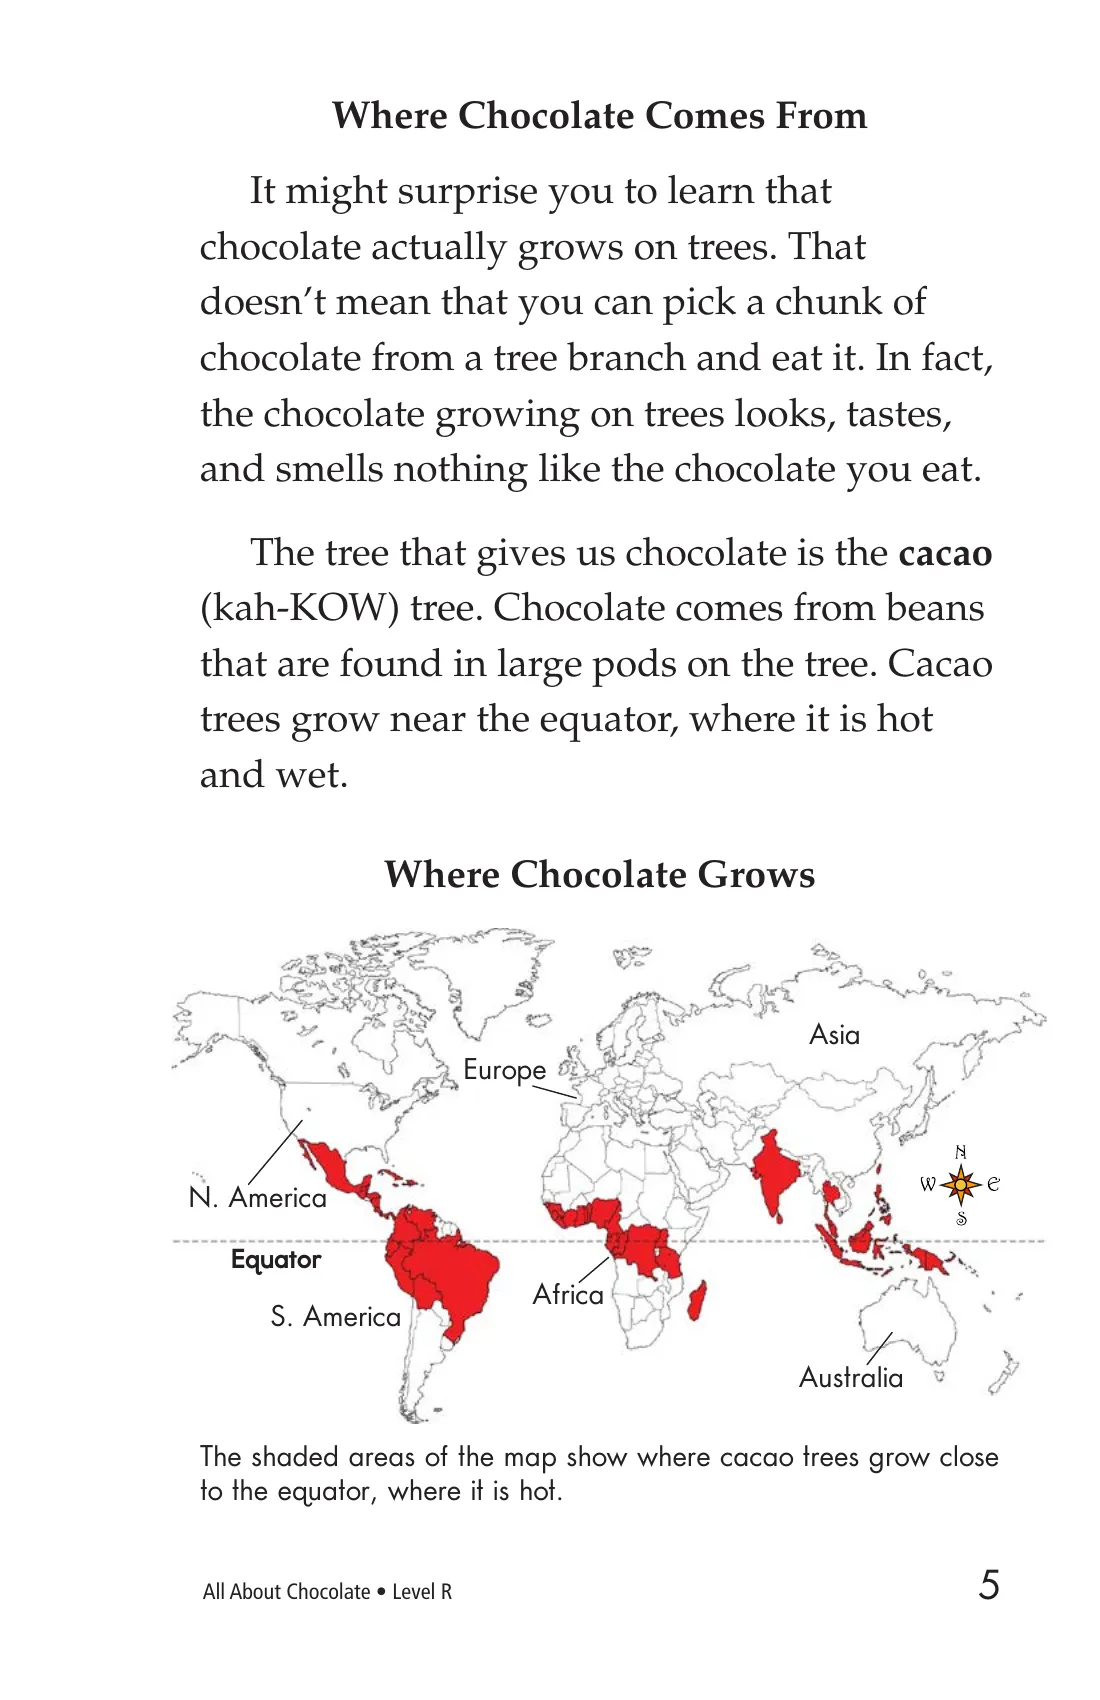 Where Chocolate Comes From
It might surprise you to learn that
chocolate actually grows on trees. That
doesn’t mean that you can pick a chunk of
chocolate from a tree branch and eat it. In fact,
the chocolate growing on trees looks, tastes,
and smells nothing like the chocolate you eat.
The tree that gives us chocolate is the cacao
(kah-KOW) tree. Chocolate comes from beans
that are found in large pods on the tree. Cacao
trees grow near the equator, where it is hot
and wet.
Where Chocolate Grows
Asia
Europe
N
W E
S
N. America
Equator
Africa
S. America
Australia
The shaded areas of the map show where cacao trees grow close
to the equator, where it is hot.
All About Chocolate • Level R
5